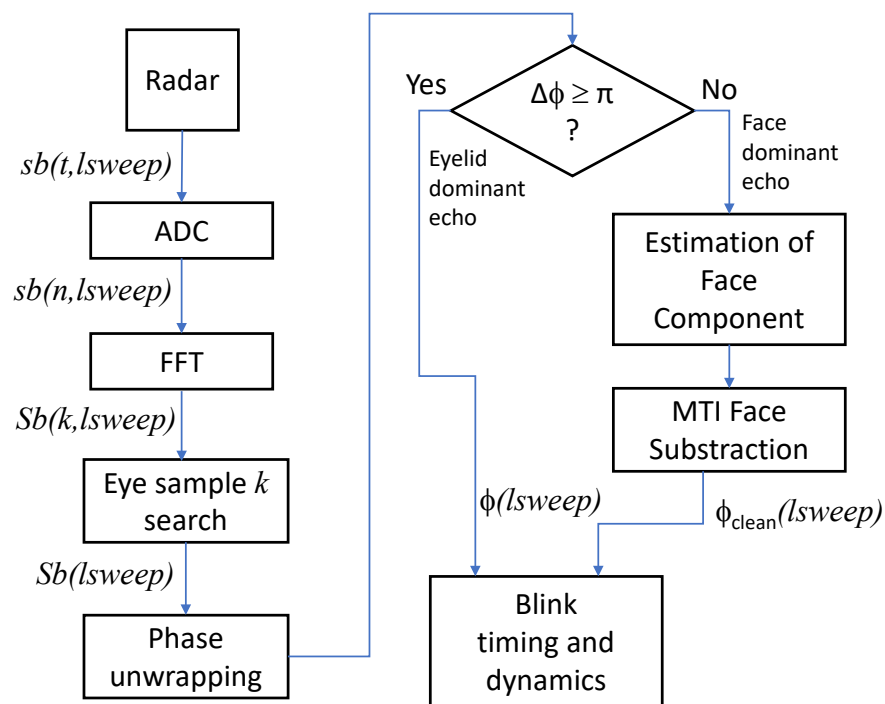 Radar
sb(t,lsweep)
ADC
sb(n,lsweep)
FFT
Sb(k,lsweep)
Eye sample k
search
Sb(lsweep)
Phase
unwrapping
Δϕ ≥ π
?
Yes
No
Eyelid
dominant
echo
Face
dominant
echo
Estimation of
Face
Component
MTI Face
Substraction
ϕ(lsweep)
ϕclean(lsweep)
Blink
timing and
dynamics